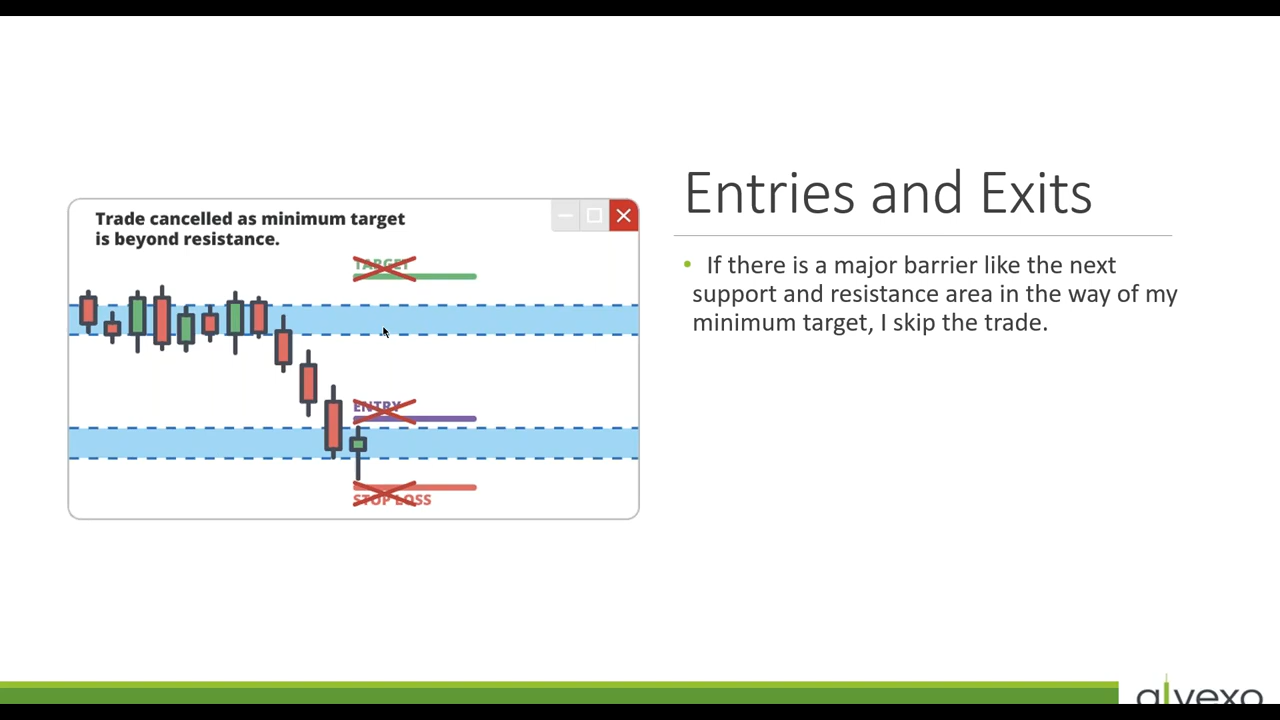 Trade cancelled as minimum target
is beyond resistance.
TARGET
ENTRY
STOP LOSS
Entries and Exits
• If there is a major barrier like the next
support and resistance area in the way of my
minimum target, I skip the trade.
alvexo